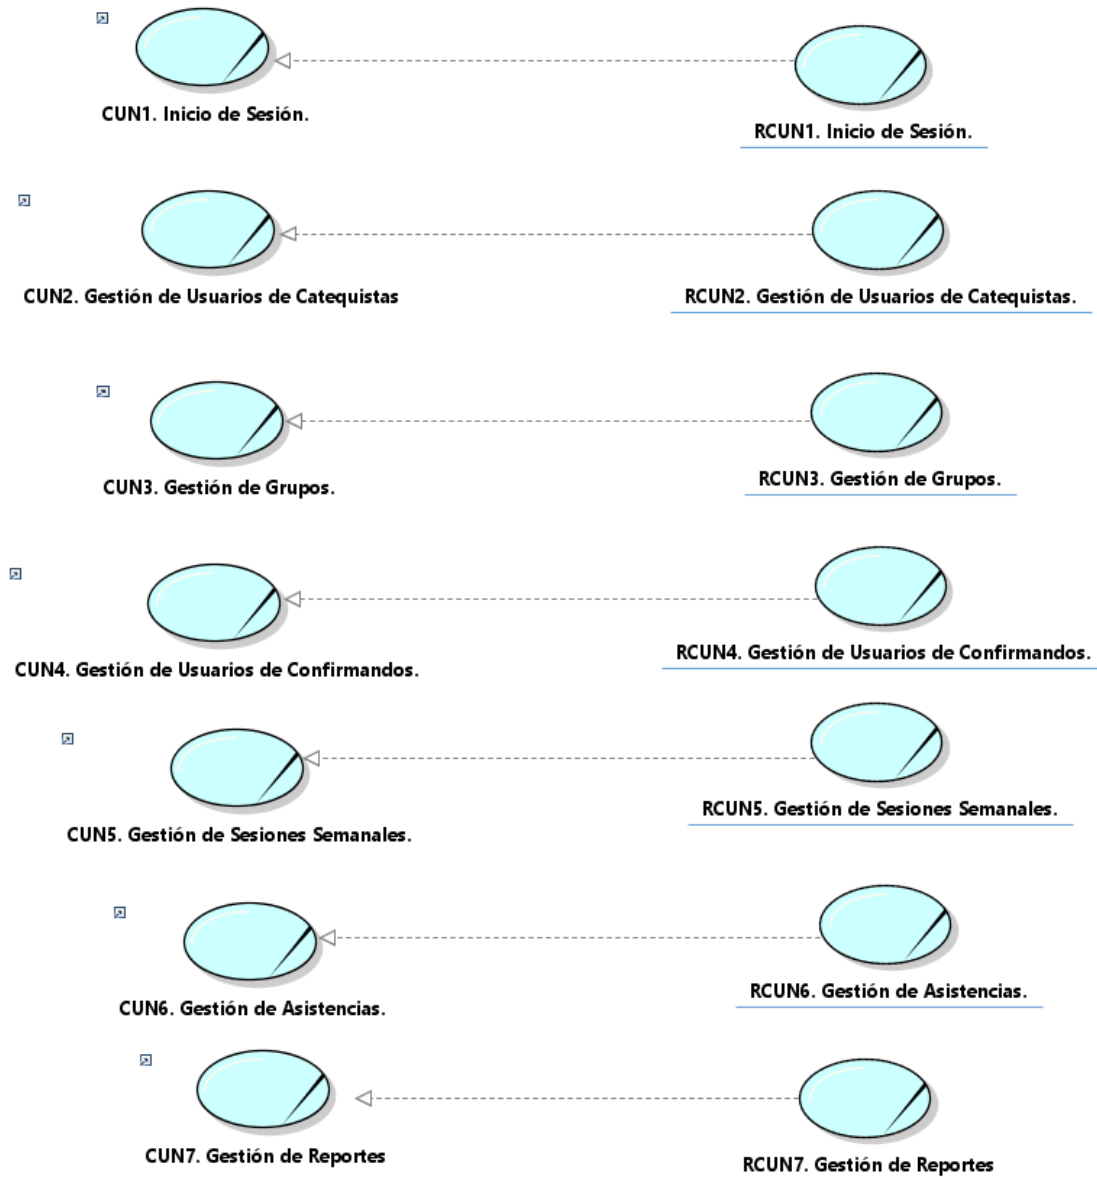 CUN1. Inicio de Sesión.
RCUN1. Inicio de Sesión.
CUN2. Gestión de Usuarios de Catequistas
RCUN2. Gestión de Usuarios de Catequistas.
CUN3. Gestión de Grupos.
RCUN3. Gestión de Grupos.
CUN4. Gestión de Usuarios de Confirmandos.
RCUN4. Gestión de Usuarios de Confirmandos.
CUN5. Gestión de Sesiones Semanales.
RCUN5. Gestión de Sesiones Semanales.
CUN6. Gestión de Asistencias.
RCUN6. Gestión de Asistencias.
CUN7. Gestión de Reportes
RCUN7. Gestión de Reportes